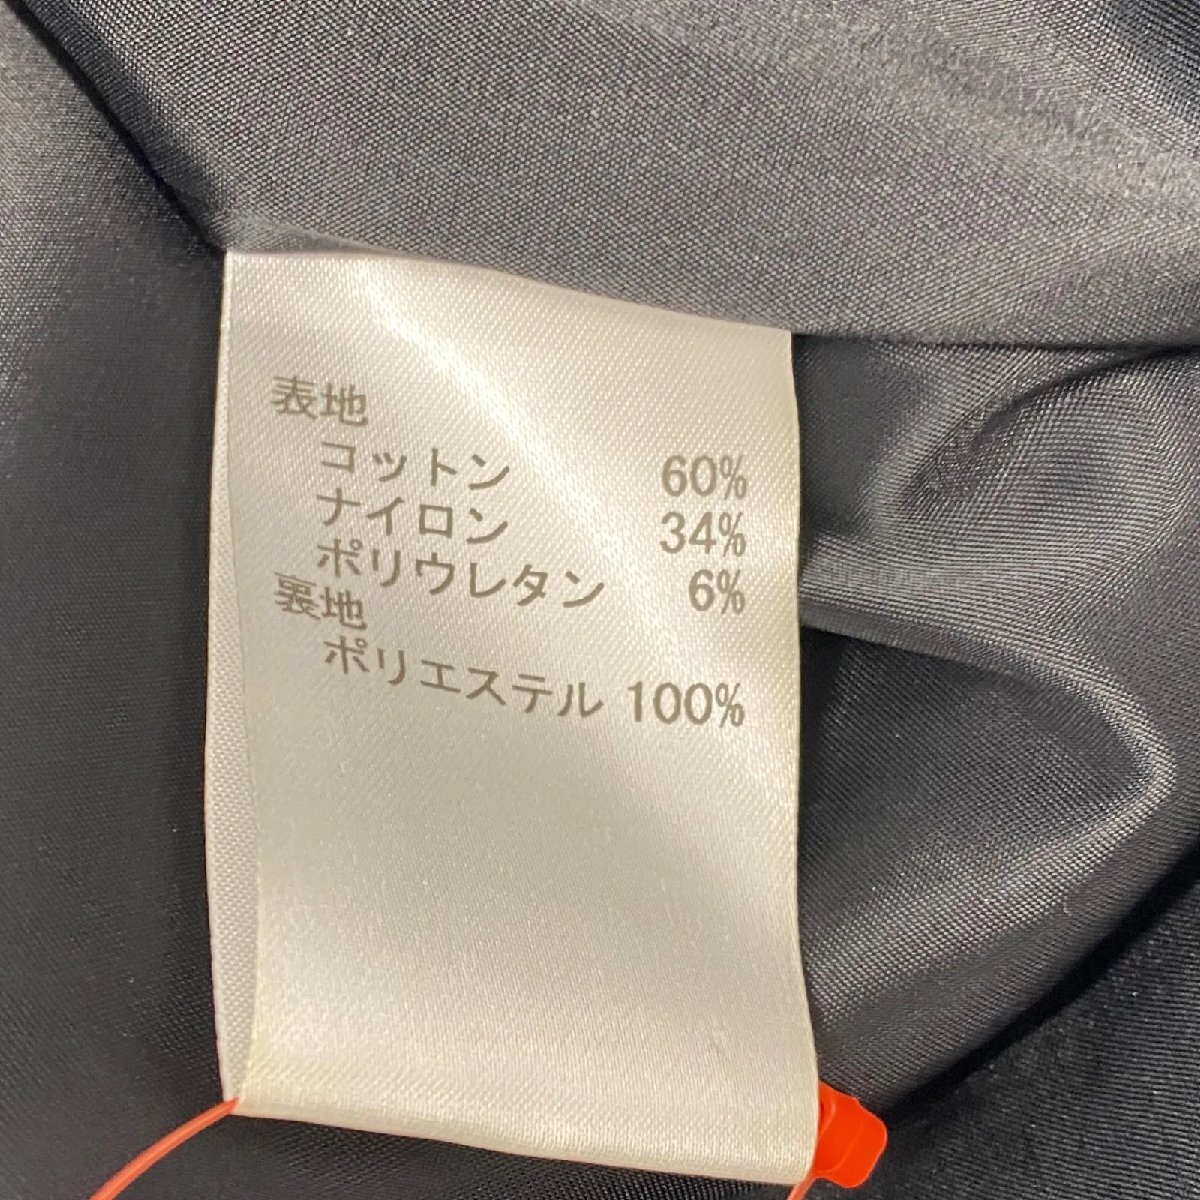 表地
コットン 60%
ナイロン 34%
ポリウレタン 6%
裏地
ポリエステル 100%